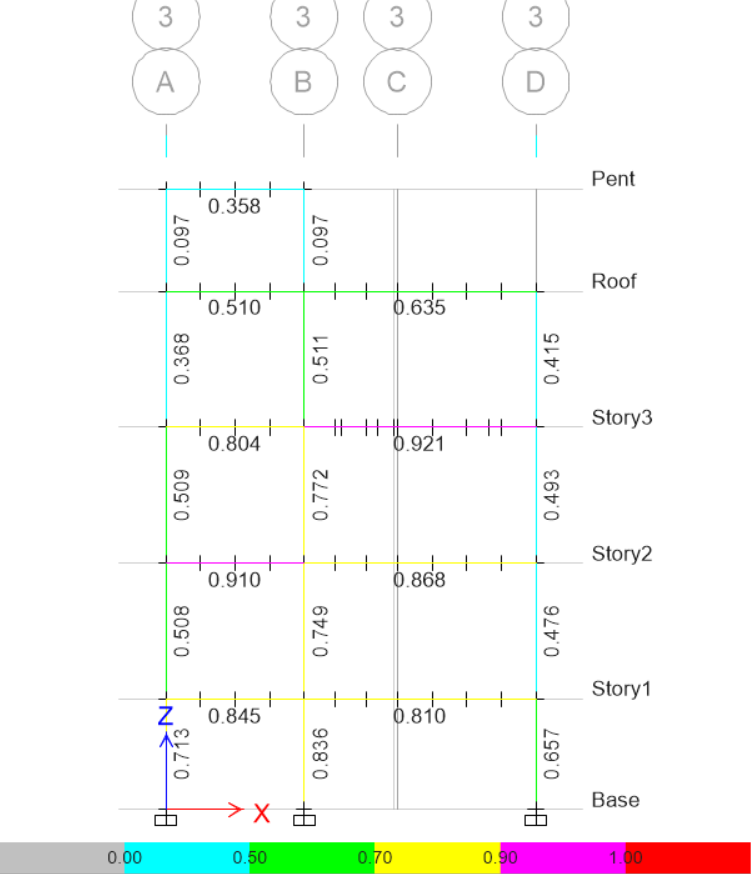 3 3 3 3
A B C D
Pent
0.358
0.097 0.097
Roof
0.510 0.635
0.368 0.511 0.415
Story3
0.804 0.921
0.509 0.772 0.493
Story2
0.910 0.868
0.508 0.749 0.476
Story1
0.845 0.810
Z
0.713 0.836 0.657
Base
X
0.00 0.50 0.70 0.90 1.00